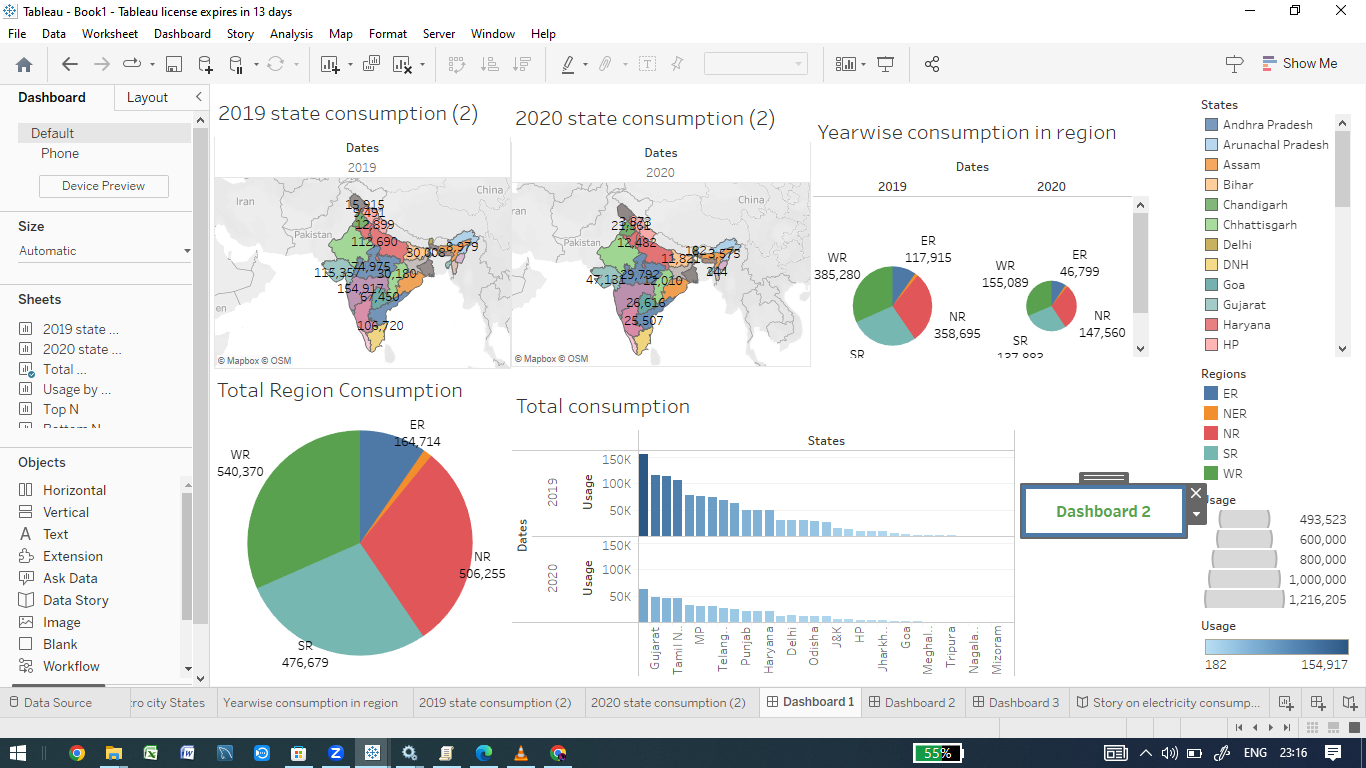 Tableau - Book1 - Tableau license expires in 13 days
File Data Worksheet Dashboard Story Analysis Map Format Server Window Help
Show Me
Dashboard Layout
Default
Phone
Device Preview
Size
Automatic
Sheets
2019 state ...
2020 state ...
Total ...
Usage by ...
Top N
Bottom N
Objects
Horizontal
Vertical
Text
Extension
Ask Data
Data Story
Image
Blank
Workflow
2019 state consumption (2)
Dates
2019
Iran
Pakistan
China
15,915
9,491
12,899
112,690
30,008
8,979
115,357
74,975
30,180
154,917
57,450
106,720
© Mapbox © OSM
2020 state consumption (2)
Dates
2020
Pakistan
China
3,873
12,482
11,821
182
3,575
47,132
29,792
12,010
244
26,616
25,507
© Mapbox © OSM
Yearwise consumption in region
Dates
2019 2020
ER
117,915
WR
385,280
NR
358,695
SR
ER
46,799
WR
155,089
NR
147,560
SR
137,883
Total Region Consumption
ER
164,714
WR
540,370
NR
506,255
SR
476,679
Total consumption
States
Dates
2019
Usage
150K
100K
50K
2020
Usage
150K
100K
50K
Gujarat
Tamil N..
MP
Telang..
Punjab
Haryana
Delhi
Odisha
J&K
HP
Jharkh..
Goa
Meghal..
Tripura
Nagala..
Mizoram
Dashboard 2
States
Andhra Pradesh
Arunachal Pradesh
Assam
Bihar
Chandigarh
Chhattisgarh
Delhi
DNH
Goa
Gujarat
Haryana
HP
Regions
ER
NER
NR
SR
WR
Usage
493,523
600,000
800,000
1,000,000
1,216,205
Usage
182 154,917
Data Source
ro city States
Yearwise consumption in region
2019 state consumption (2)
2020 state consumption (2)
Dashboard 1
Dashboard 2
Dashboard 3
Story on electricity consump...
55%
ENG 23:16